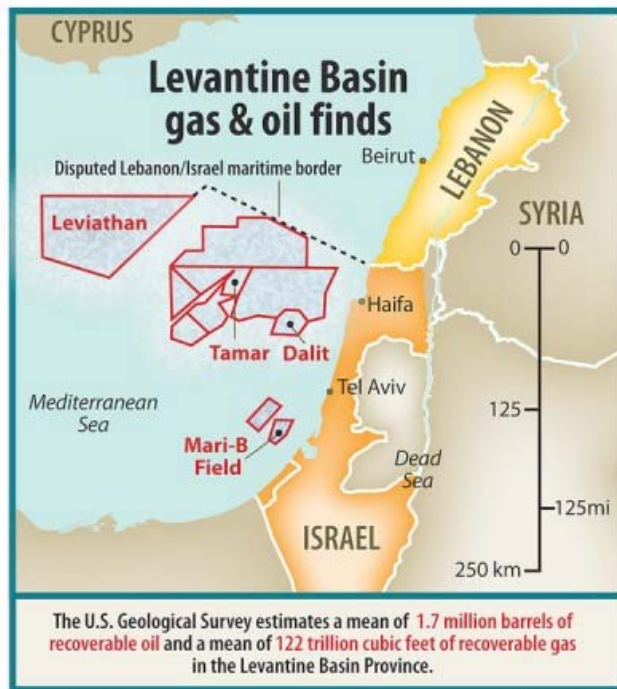 CYPRUS
Levantine Basin
gas & oil finds
Disputed Lebanon/Israel maritime border
Beirut
LEBANON
Leviathan
SYRIA
0
0
Haifa
Tamar
Dalit
Tel Aviv
125
Mediterranean
Sea
Mari-B
Field
Dead
Sea
125mi
ISRAEL
250 km
The U.S. Geological Survey estimates a mean of 1.7 million barrels of
recoverable oil and a mean of 122 trillion cubic feet of recoverable gas
in the Levantine Basin Province.